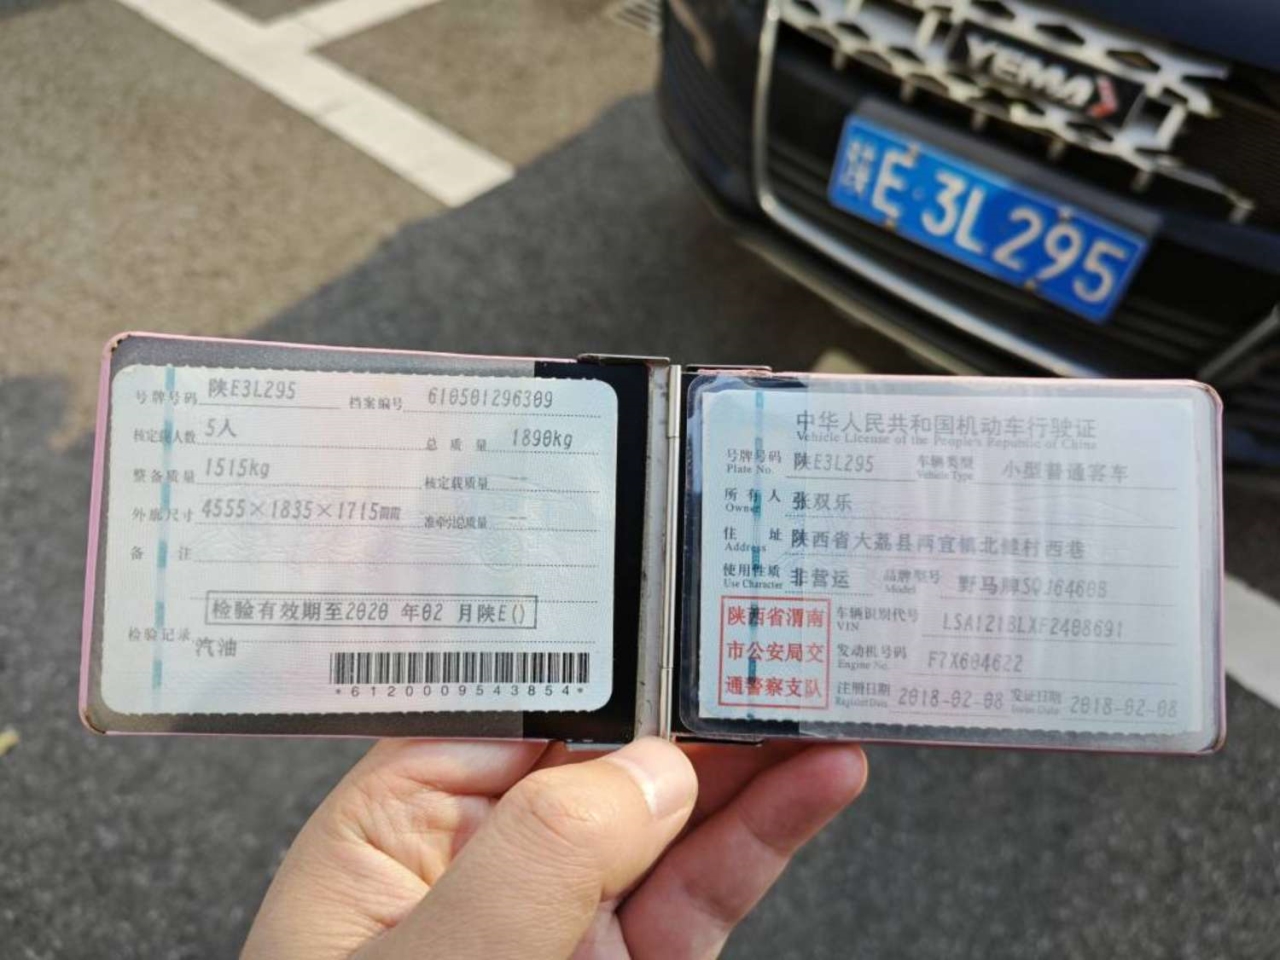 YEMA
陕E·3L295
号牌号码 陕E3L295 档案编号 610501296309
核定载人数 5人 总质量 1890kg
整备质量 1515kg 核定载质量 --
外廓尺寸 4555×1835×1715mm 准牵引总质量 --
备注
检验有效期至2020 年02 月陕E()
检验记录
汽油
*6120009543854*
中华人民共和国机动车行驶证
Vehicle License of the People's Republic of China
号牌号码 陕E3L295 车辆类型 小型普通客车
Plate No. Vehicle Type
所有人 张双乐
Owner
住址 陕西省大荔县两宜镇北健村西巷
Address
使用性质 非营运 品牌型号 野马牌SQJ6460B
Use Character Model
陕西省渭南
市公安局交
通警察支队
车辆识别代号
VIN
发动机号码 F7X604622
Engine No.
注册日期 2018-02-08 发证日期 2018-02-08
Register Date Issue Date